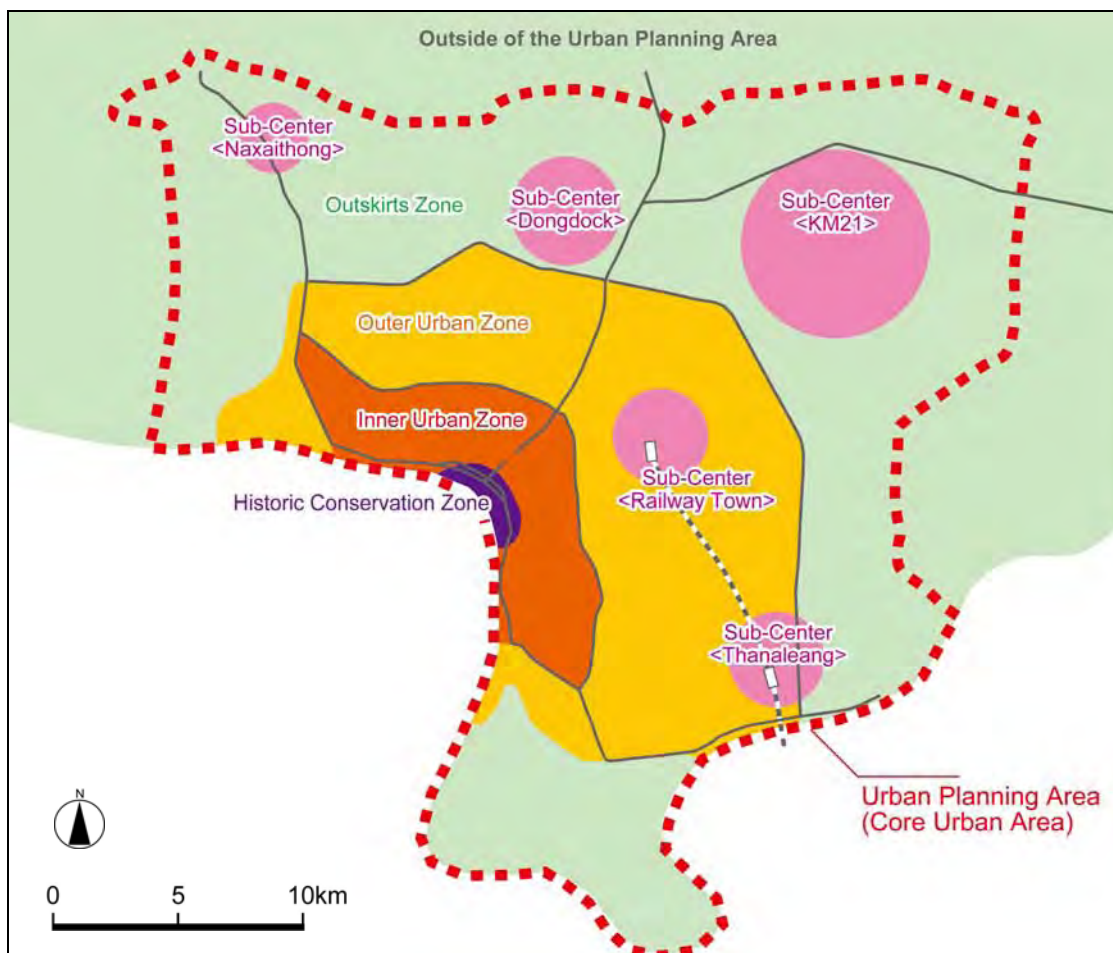 Outside of the Urban Planning Area
Sub-Center
<Naxaithong>
Sub-Center
<Dongdock>
Sub-Center
<KM21>
Outskirts Zone
Outer Urban Zone
Inner Urban Zone
Historic Conservation Zone
Sub-Center
<Railway Town>
Sub-Center
<Thanaleang>
Urban Planning Area
(Core Urban Area)
N
0 5 10km